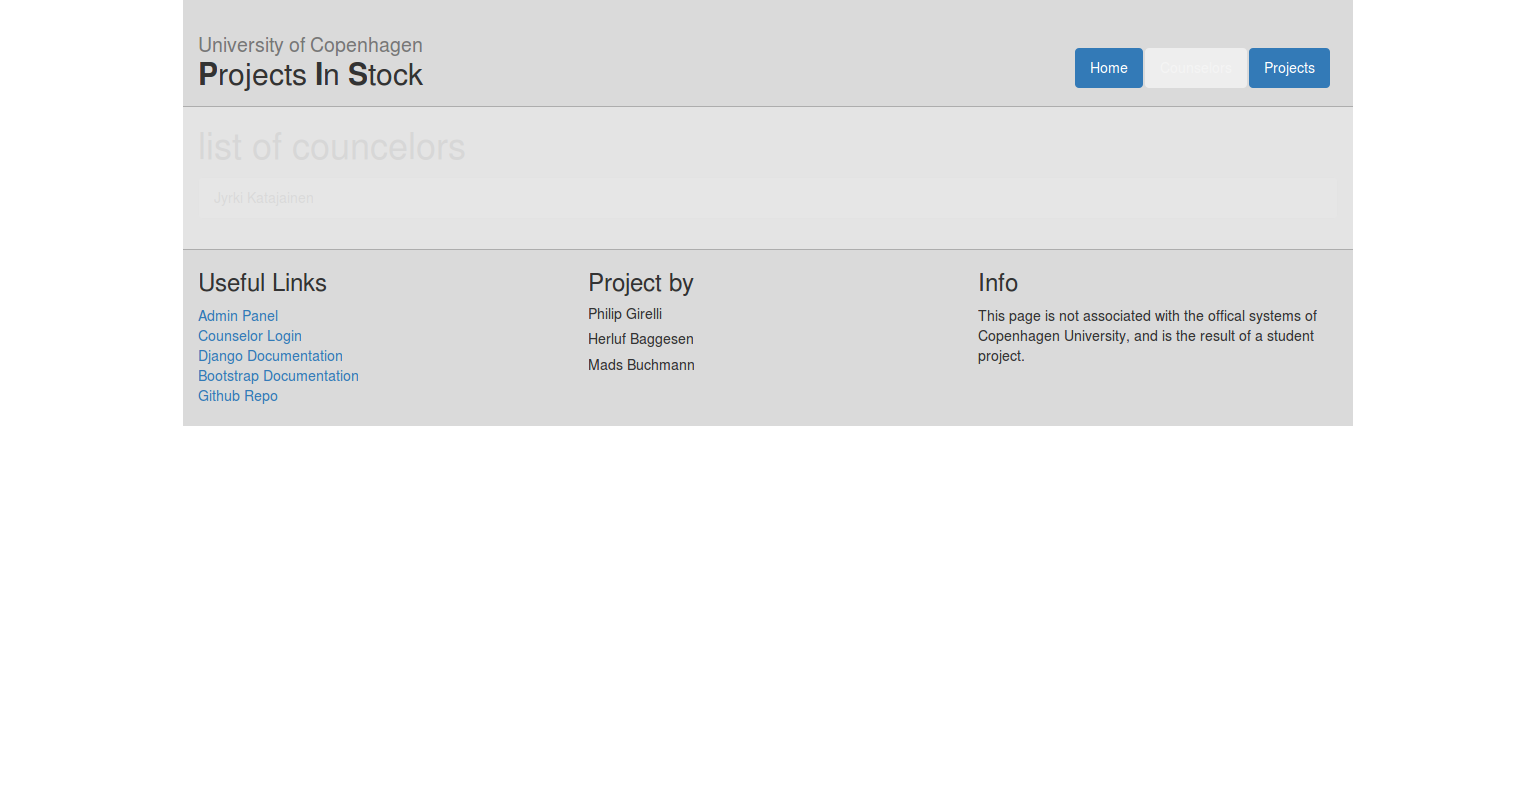 University of Copenhagen
Projects In Stock
Home
Counselors
Projects
list of councelors
Jyrki Katajainen
Useful Links
Admin Panel
Counselor Login
Django Documentation
Bootstrap Documentation
Github Repo
Project by
Philip Girelli
Herluf Baggesen
Mads Buchmann
Info
This page is not associated with the offical systems of
Copenhagen University, and is the result of a student
project.